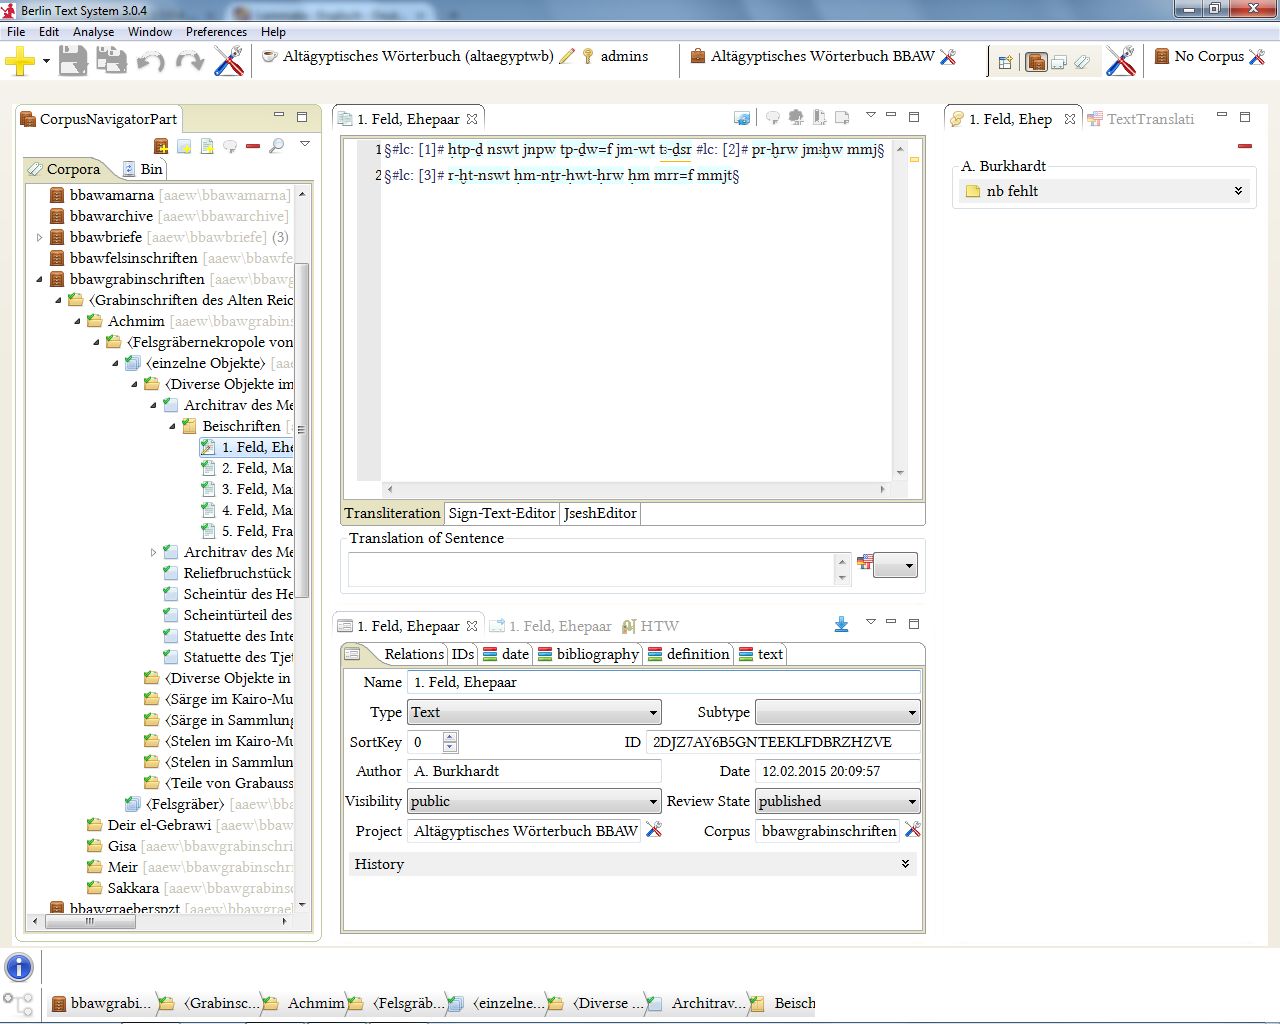 Berlin Text System 3.0.4
File Edit Analyse Window Preferences Help
Altägyptisches Wörterbuch (altaegyptwb) admins Altägyptisches Wörterbuch BBAW No Corpus
CorpusNavigatorPart
Corpora Bin
bbawamarna [aaew\bbawamarna]
bbawarchive [aaew\bbawarchive]
bbawbriefe [aaew\bbawbriefe] (3)
bbawfelsinschriften [aaew\bbawfe
bbawgrabinschriften [aaew\bbawg
〈Grabinschriften des Alten Reic
Achmim [aaew\bbawgrabins
〈Felsgräbernekropole von
〈einzelne Objekte〉 [aae
〈Diverse Objekte im
Architrav des Me
Beischriften [
1. Feld, Ehe
2. Feld, Ma
3. Feld, Ma
4. Feld, Ma
5. Feld, Fra
Architrav des Me
Reliefbruchstück
Scheintür des He
Scheintürteil des
Statuette des Inte
Statuette des Tjet
〈Diverse Objekte in
〈Särge im Kairo-Mu
〈Särge in Sammlung
〈Stelen im Kairo-Mu
〈Stelen in Sammlun
〈Teile von Grabauss
〈Felsgräber〉 [aaew\bba
Deir el-Gebrawi [aaew\bbaw
Gisa [aaew\bbawgrabinschri
Meir [aaew\bbawgrabinschr
Sakkara [aaew\bbawgrabinsc
bbawgraeberspzt [aaew\bbawgrael
1. Feld, Ehepaar
1 §#lc: [1]# ḥtp-ḏ nswt jnpw tp-ḏw=f jm-wt tꜣ-ḏsr #lc: [2]# pr-ḫrw jmꜣḫw mmj§
2 §#lc: [3]# r-ḫt-nswt ḥm-nṯr-ḥwt-ḥrw ḥm mrr=f mmjt§
Transliteration Sign-Text-Editor JseshEditor
Translation of Sentence
1. Feld, Ehepaar 1. Feld, Ehepaar HTW
Relations IDs date bibliography definition text
Name 1. Feld, Ehepaar
Type Text Subtype
SortKey 0 ID 2DJZ7AY6B5GNTEEKLFDBRZHZVE
Author A. Burkhardt Date 12.02.2015 20:09:57
Visibility public Review State published
Project Altägyptisches Wörterbuch BBAW Corpus bbawgrabinschriften
History
1. Feld, Ehep TextTranslati
A. Burkhardt
nb fehlt
bbawgrabi... 〈Grabinsc... Achmim 〈Felsgräb... 〈einzelne... 〈Diverse ... Architrav... Beisch